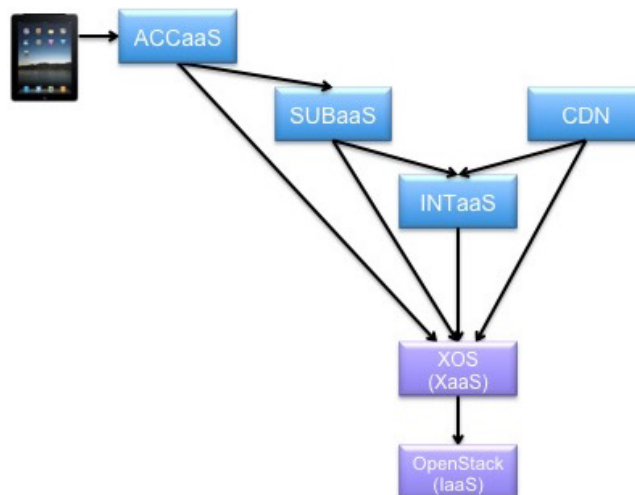 ACCaaS
SUBaaS
CDN
INTaaS
XOS
(XaaS)
OpenStack
(IaaS)